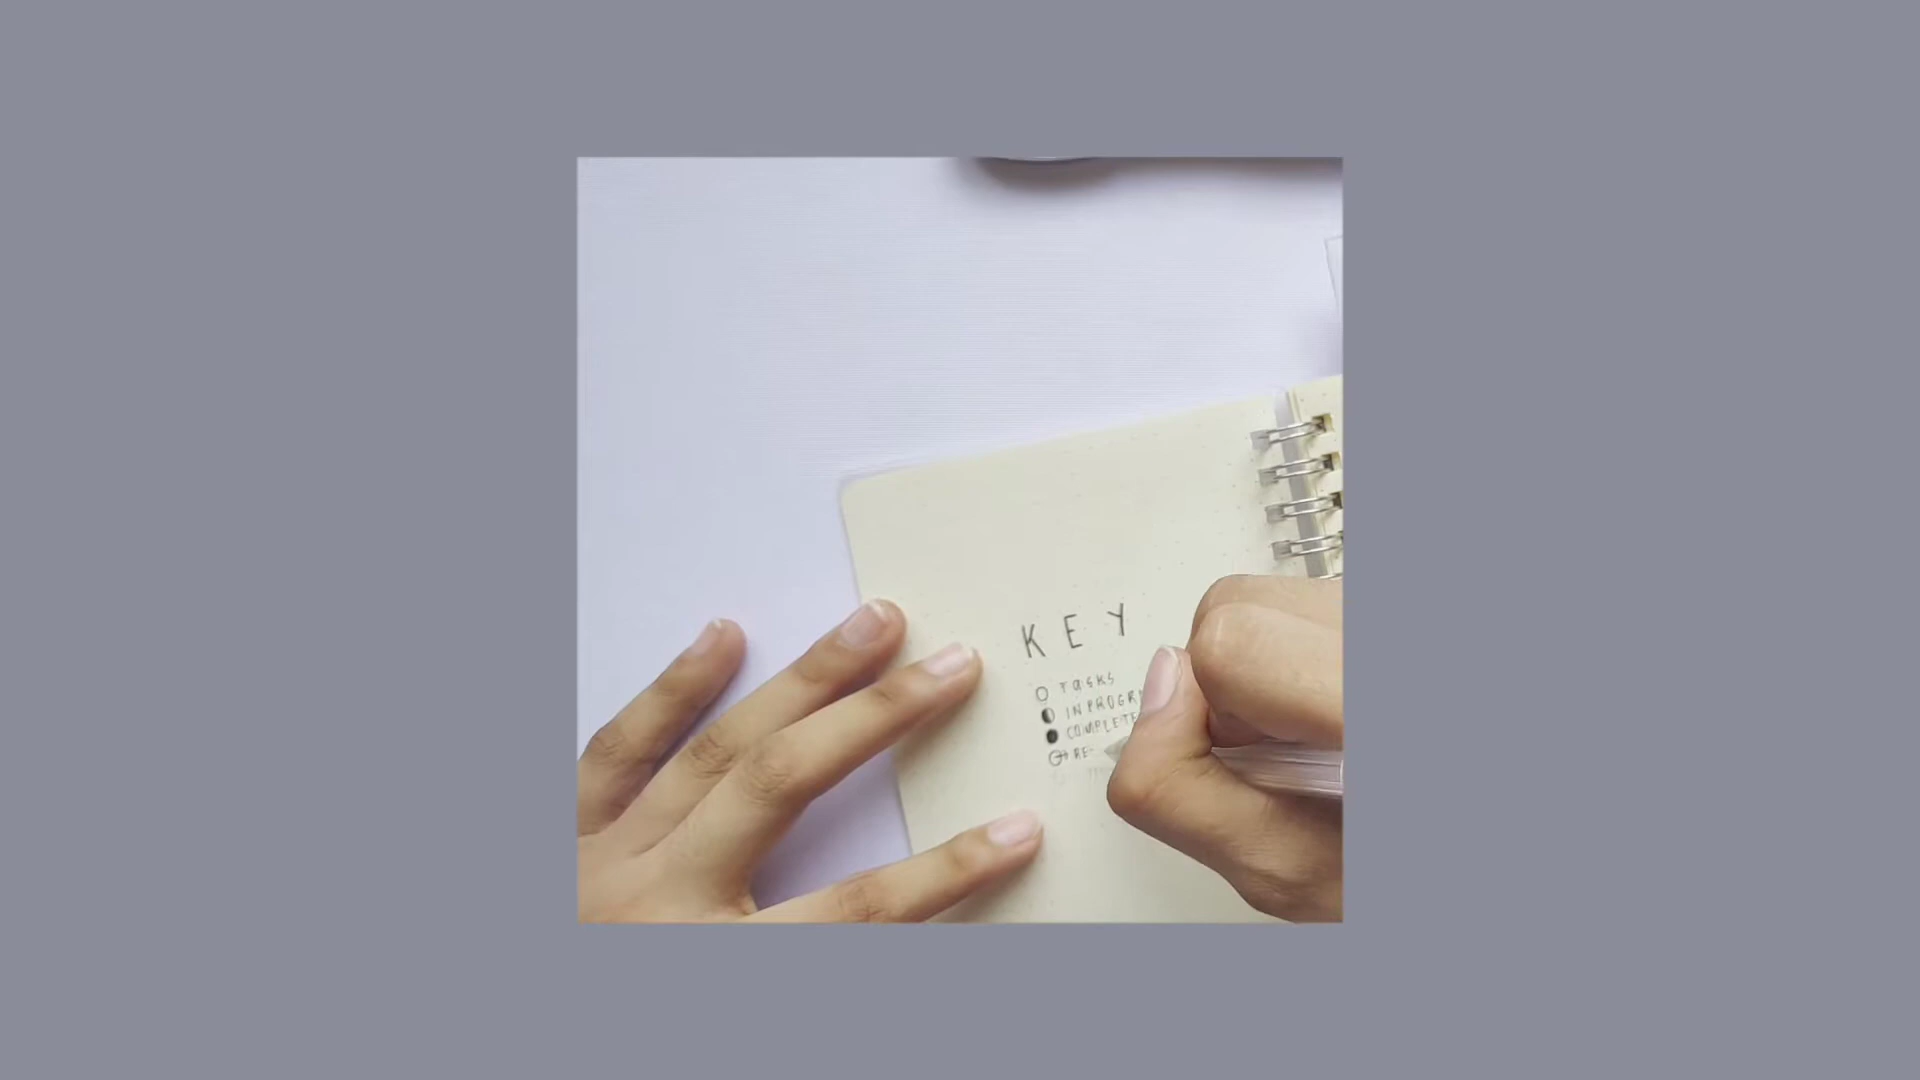 KEY
TASKS
IN PROGR
COMPLETE
RE-